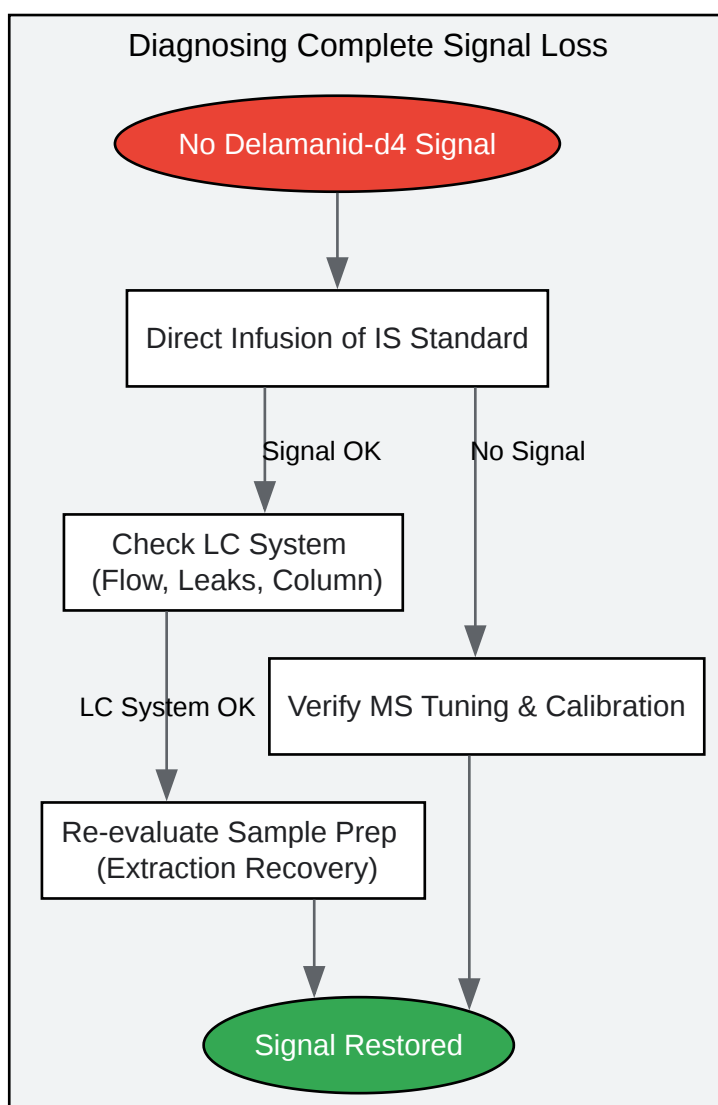 Diagnosing Complete Signal Loss
No Delamanid-d4 Signal
Direct Infusion of IS Standard
Signal OK
No Signal
Check LC System
(Flow, Leaks, Column)
Verify MS Tuning & Calibration
LC System OK
Re-evaluate Sample Prep
(Extraction Recovery)
Signal Restored